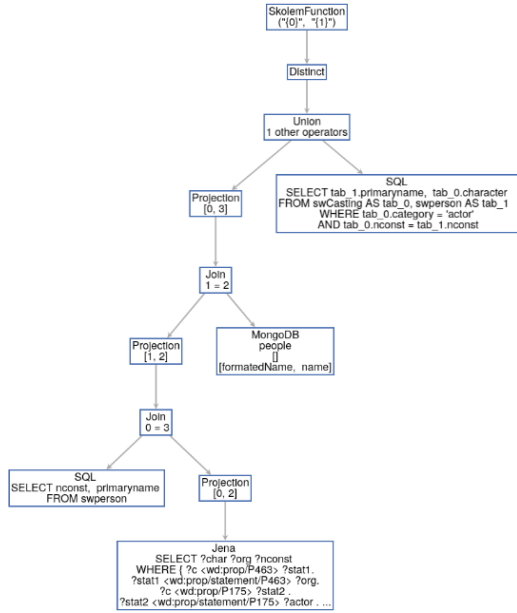 SkolemFunction
("{0}", "{1}")
Distinct
Union
1 other operators
SQL
SELECT tab_1.primaryname, tab_0.character
FROM swCasting AS tab_0, swperson AS tab_1
WHERE tab_0.category = 'actor'
AND tab_0.nconst = tab_1.nconst
Projection
[0, 3]
Join
1 = 2
MongoDB
people
[]
[formatedName, name]
Projection
[1, 2]
Join
0 = 3
SQL
SELECT nconst, primaryname
FROM swperson
Projection
[0, 2]
Jena
SELECT ?char ?org ?nconst
WHERE { ?c <wd:prop/P463> ?stat1.
?stat1 <wd:prop/statement/P463> ?org.
?c <wd:prop/P175> ?stat2 .
?stat2 <wd:prop/statement/P175> ?actor . ...